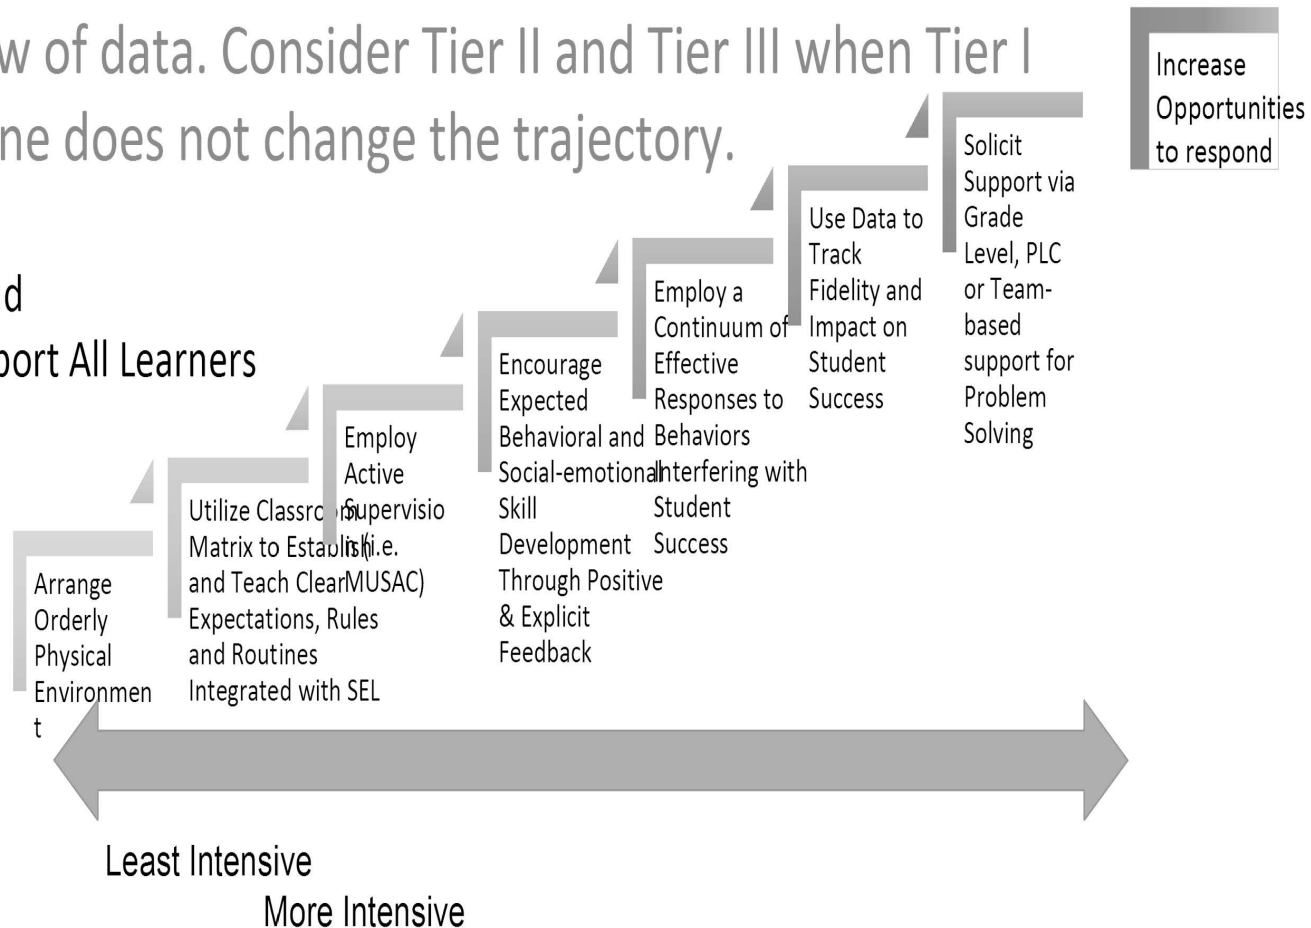 w of data. Consider Tier II and Tier III when Tier I
ne does not change the trajectory.
d
port All Learners
Arrange
Orderly
Physical
Environmen
t
Utilize Classroom
Matrix to Establish
and Teach Clear
Expectations, Rules
and Routines
Integrated with SEL
Employ
Active
Supervisio
n (i.e.
MUSAC)
Encourage
Expected
Behavioral and
Social-emotional
Skill
Development
Through Positive
& Explicit
Feedback
Employ a
Continuum of
Effective
Responses to
Behaviors
Interfering with
Student
Success
Use Data to
Track
Fidelity and
Impact on
Student
Success
Solicit
Support via
Grade
Level, PLC
or Team-
based
support for
Problem
Solving
Increase
Opportunities
to respond
Least Intensive
More Intensive